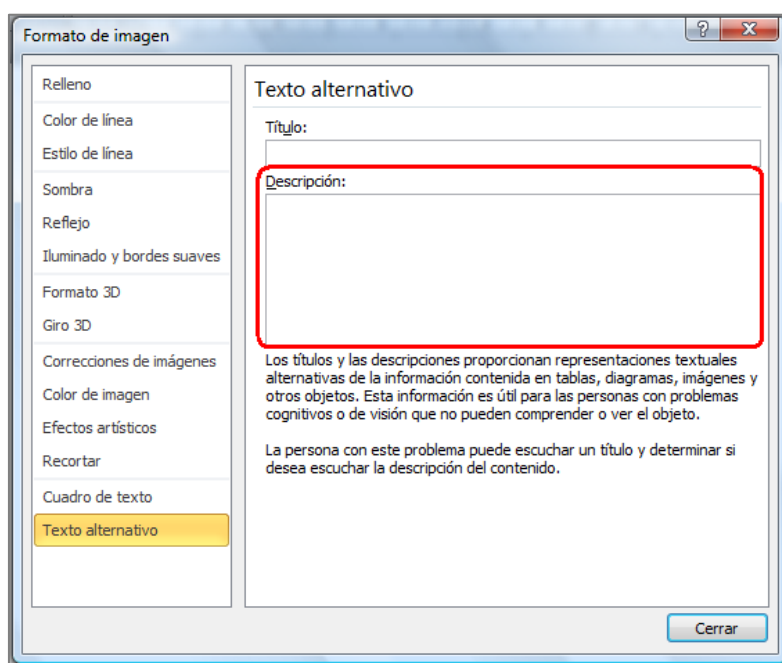 Formato de imagen
Relleno
Color de línea
Estilo de línea
Sombra
Reflejo
Iluminado y bordes suaves
Formato 3D
Giro 3D
Correcciones de imágenes
Color de imagen
Efectos artísticos
Recortar
Cuadro de texto
Texto alternativo
Texto alternativo
Título:
Descripción:
Los títulos y las descripciones proporcionan representaciones textuales
alternativas de la información contenida en tablas, diagramas, imágenes y
otros objetos. Esta información es útil para las personas con problemas
cognitivos o de visión que no pueden comprender o ver el objeto.
La persona con este problema puede escuchar un título y determinar si
desea escuchar la descripción del contenido.
Cerrar